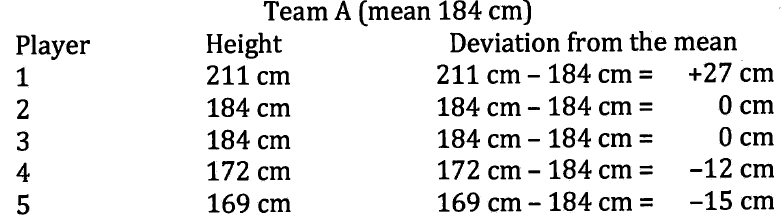 Team A (mean 184 cm)
Player Height Deviation from the mean
1 211 cm 211 cm – 184 cm = +27 cm
2 184 cm 184 cm – 184 cm = 0 cm
3 184 cm 184 cm – 184 cm = 0 cm
4 172 cm 172 cm – 184 cm = –12 cm
5 169 cm 169 cm – 184 cm = –15 cm